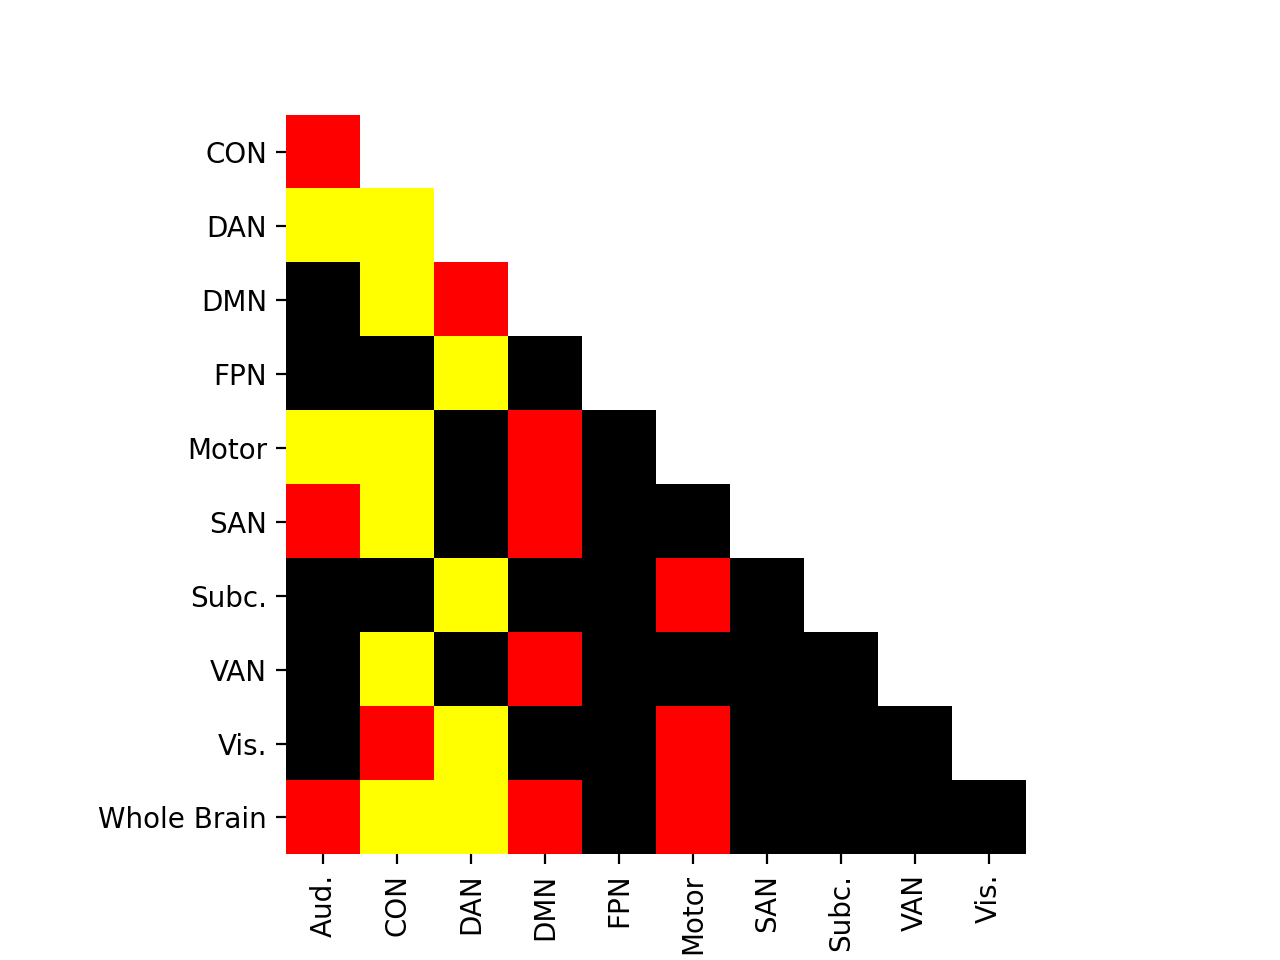 CON
DAN
DMN
FPN
Motor
SAN
Subc.
VAN
Vis.
Whole Brain
Aud.
CON
DAN
DMN
FPN
Motor
SAN
Subc.
VAN
Vis.